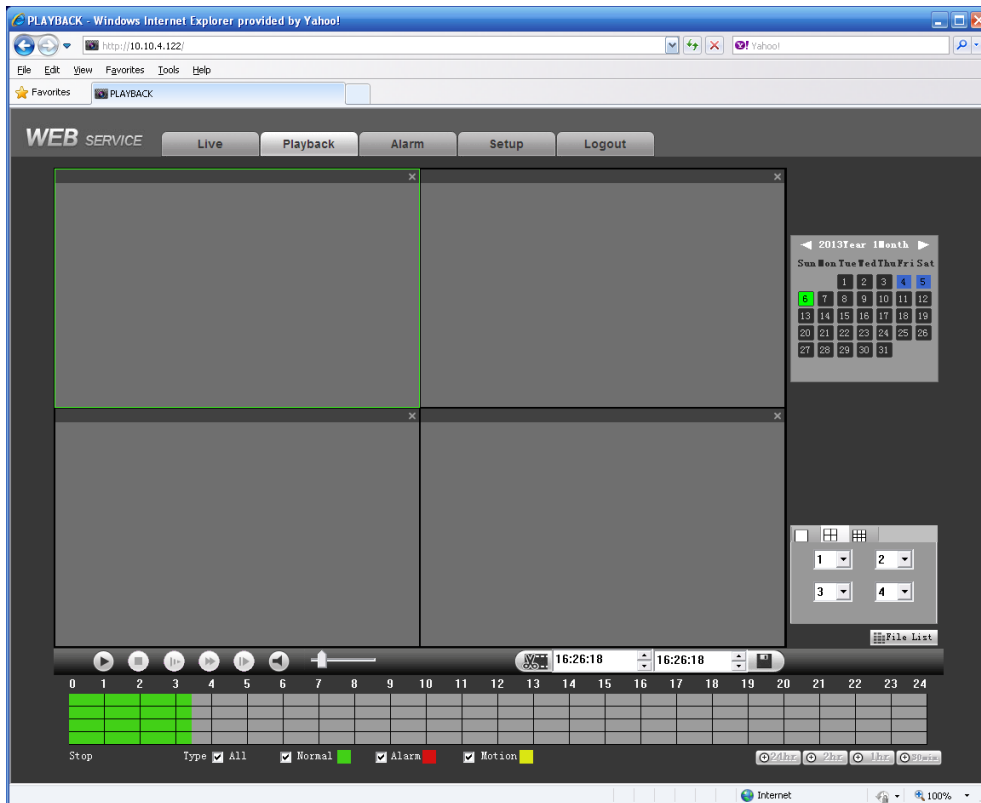 PLAYBACK - Windows Internet Explorer provided by Yahoo!
http://10.10.4.122/
Yahoo!
File Edit View Favorites Tools Help
Favorites PLAYBACK
WEB SERVICE Live Playback Alarm Setup Logout
2013Year 1Month
Sun Mon Tue Wed Thu Fri Sat
1 2 3 4 5
6 7 8 9 10 11 12
13 14 15 16 17 18 19
20 21 22 23 24 25 26
27 28 29 30 31
1 2
3 4
File List
16:26:18 16:26:18
0 1 2 3 4 5 6 7 8 9 10 11 12 13 14 15 16 17 18 19 20 21 22 23 24
Stop Type All Normal Alarm Motion 24hr 2hr 1hr 30min
Internet 100%